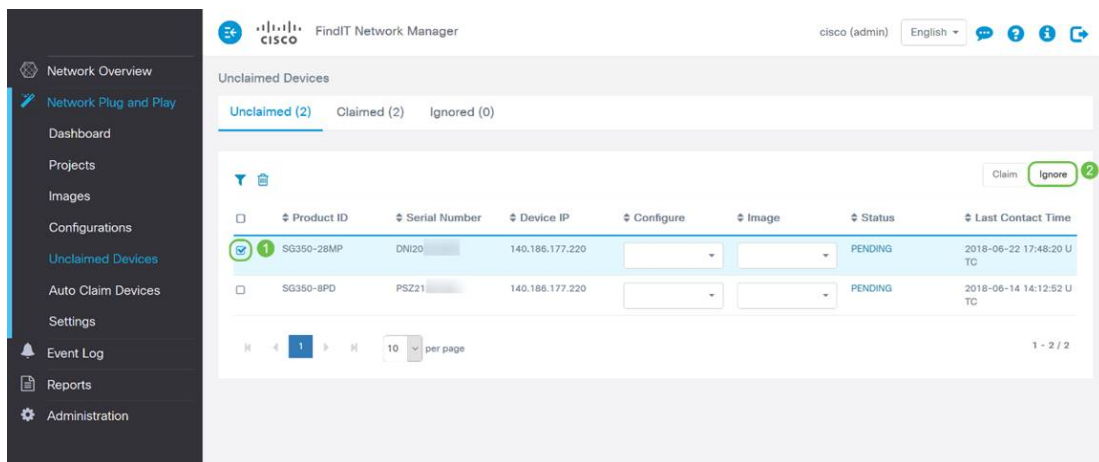 CISCO FindIT Network Manager cisco (admin) English
Network Overview
Network Plug and Play
Dashboard
Projects
Images
Configurations
Unclaimed Devices
Auto Claim Devices
Settings
Event Log
Reports
Administration
Unclaimed Devices
Unclaimed (2) Claimed (2) Ignored (0)
Claim Ignore 2
Product ID Serial Number Device IP Configure Image Status Last Contact Time
1 SG350-28MP DNI20 140.186.177.220 PENDING 2018-06-22 17:48:20 U
TC
SG350-8PD PSZ21 140.186.177.220 PENDING 2018-06-14 14:12:52 U
TC
1 10 per page 1 - 2 / 2